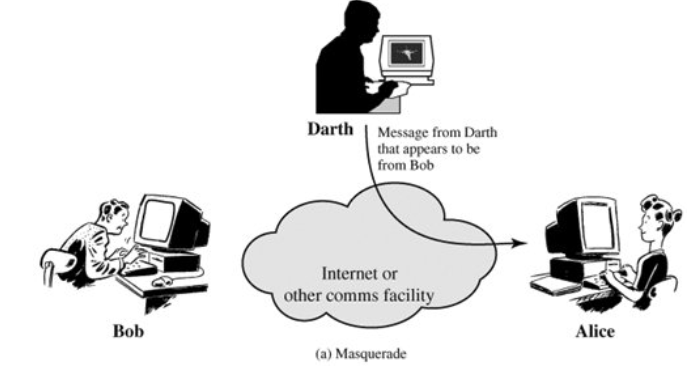 Darth
Message from Darth
that appears to be
from Bob
Internet or
other comms facility
Bob
Alice
(a) Masquerade